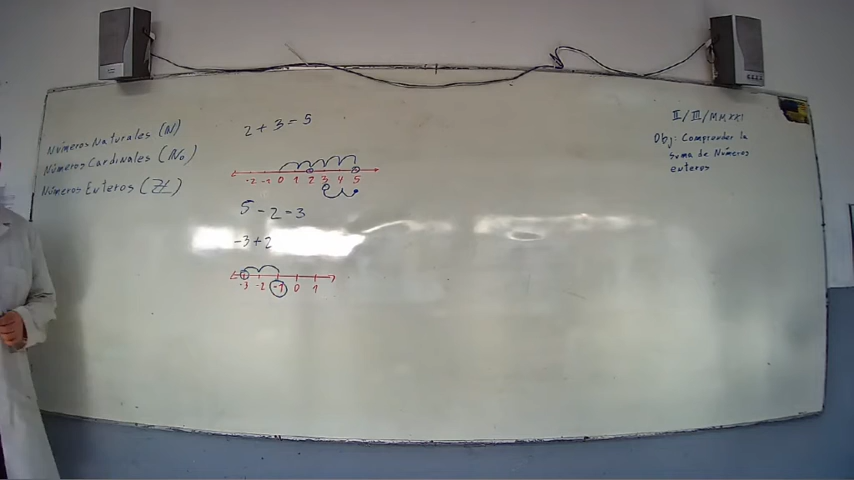 Números Naturales (N)
Números Cardinales (N₀)
Números Enteros (Z)
2 + 3 = 5
-2 -1 0 1 2 3 4 5
5 - 2 = 3
-3 + 2
-3 -2 -1 0 1
II/III/MMXXI
Obj: Comprender la
suma de Números
enteros